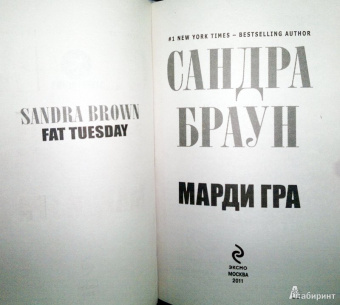 SANDRA BROWN
FAT TUESDAY
#1 NEW YORK TIMES – BESTSELLING AUTHOR
САНДРА
БРАУН
МАРДИ ГРА
ЭКСМО
МОСКВА
2011
Лабиринт